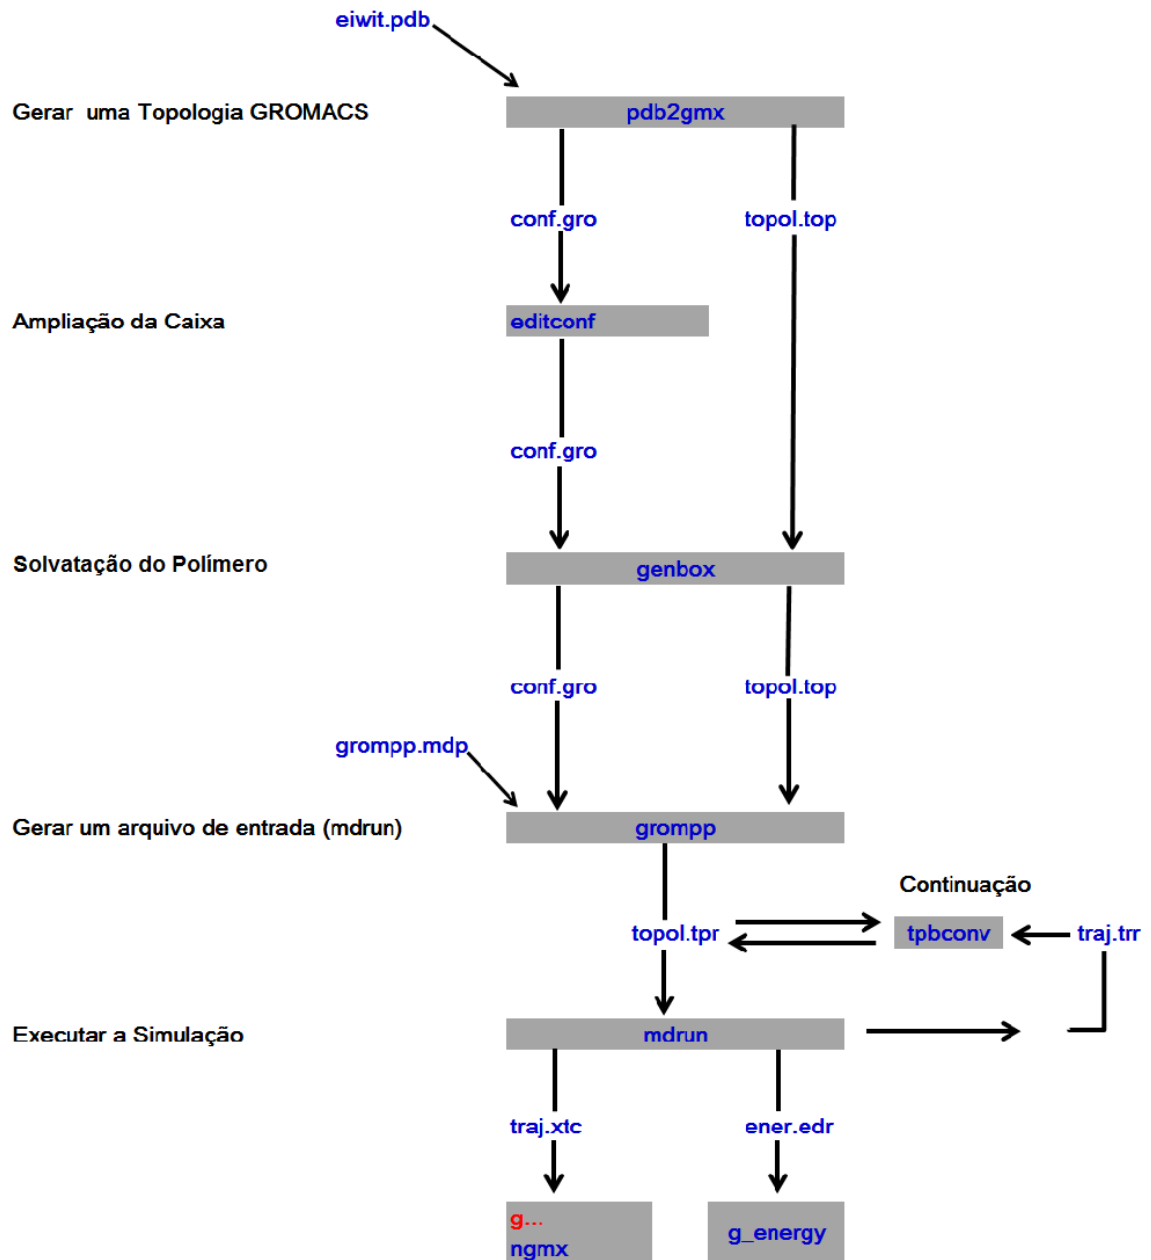 eiwit.pdb
Gerar uma Topologia GROMACS
pdb2gmx
conf.gro
topol.top
Ampliação da Caixa
editconf
conf.gro
Solvatação do Polímero
genbox
conf.gro
topol.top
grompp.mdp
Gerar um arquivo de entrada (mdrun)
grompp
Continuação
topol.tpr
tpbconv
traj.trr
Executar a Simulação
mdrun
traj.xtc
ener.edr
g...
ngmx
g_energy